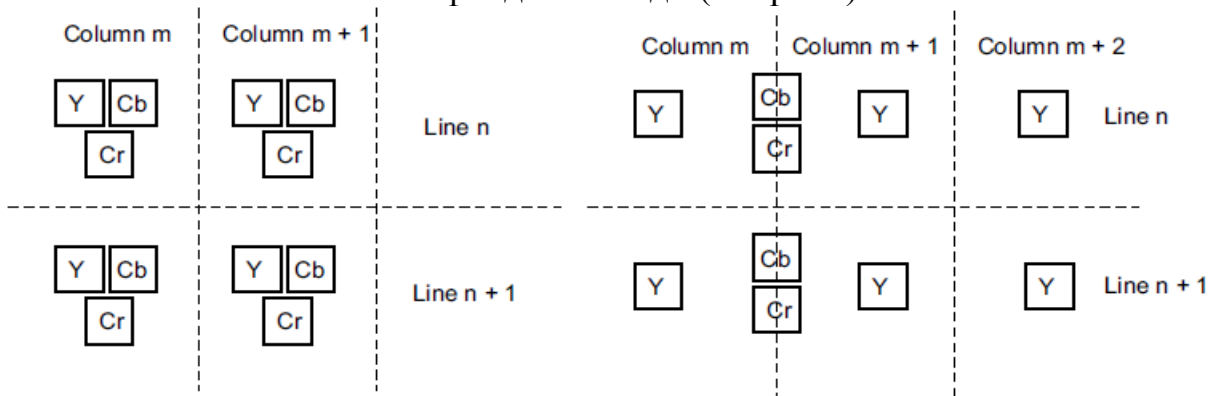 Column m Column m + 1
Y Cb Y Cb
Cr Cr
Line n
Y Cb Y Cb
Cr Cr
Line n + 1
Column m Column m + 1 Column m + 2
Y Cb Y Y Line n
Cr
Y Cb Y Y Line n + 1
Cr